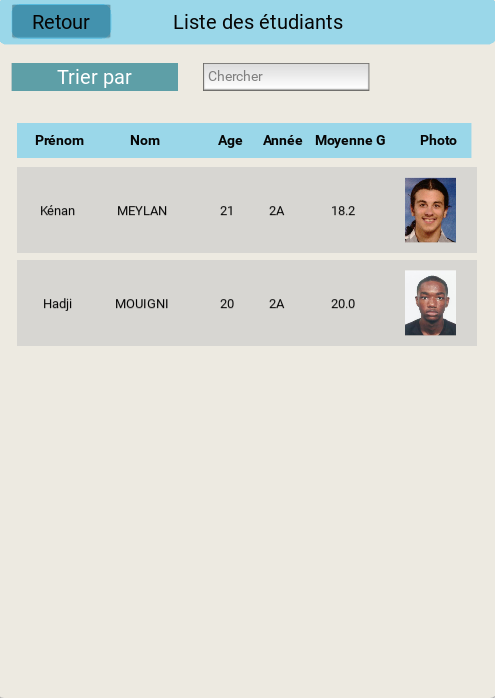 Retour Liste des étudiants
Trier par Chercher
Prénom Nom Age Année Moyenne G Photo
Kénan MEYLAN 21 2A 18.2
Hadji MOUIGNI 20 2A 20.0